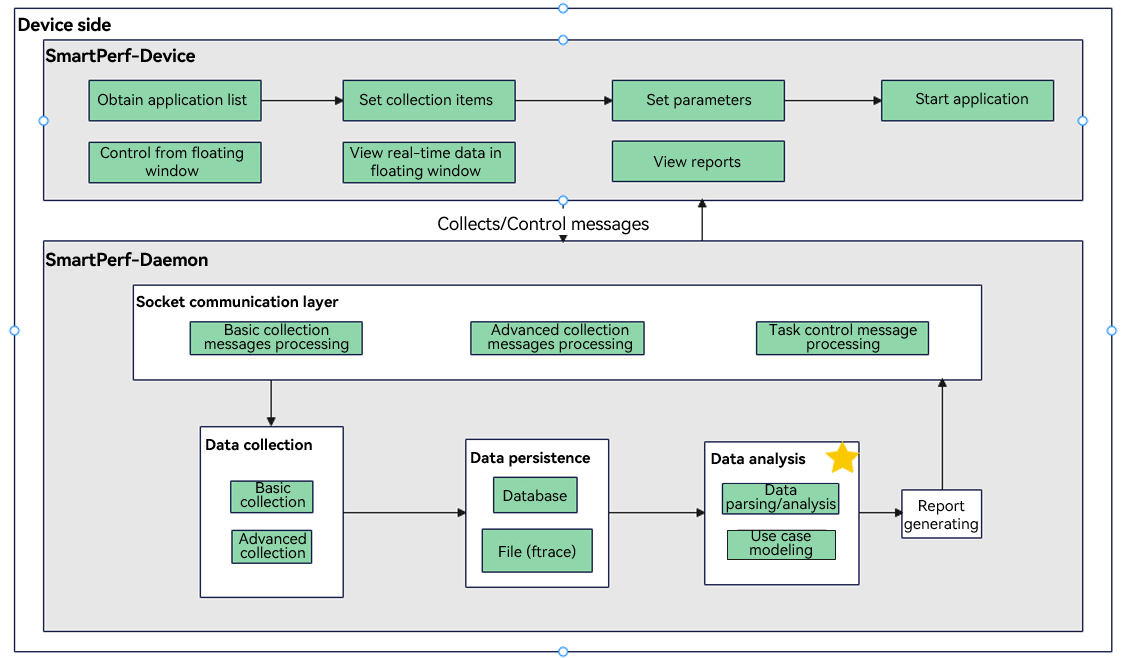 Device side
SmartPerf-Device
Obtain application list
Set collection items
Set parameters
Start application
Control from floating
window
View real-time data in
floating window
View reports
Collects/Control messages
SmartPerf-Daemon
Socket communication layer
Basic collection
messages processing
Advanced collection
messages processing
Task control message
processing
Data collection
Basic
collection
Advanced
collection
Data persistence
Database
File (ftrace)
Data analysis
Data
parsing/analysis
Use case
modeling
Report
generating